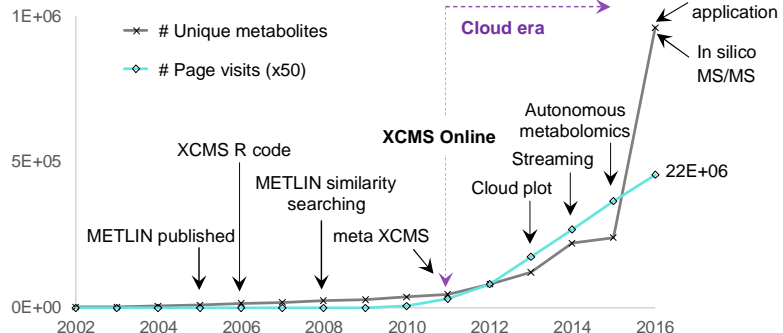 1E+06
application
# Unique metabolites
Cloud era
In silico
MS/MS
# Page visits (x50)
Autonomous
metabolomics
XCMS Online
XCMS R code
5E+05
Streaming
METLIN similarity
searching
Cloud plot
22E+06
METLIN published
meta XCMS
0E+00
2002 2004 2006 2008 2010 2012 2014 2016